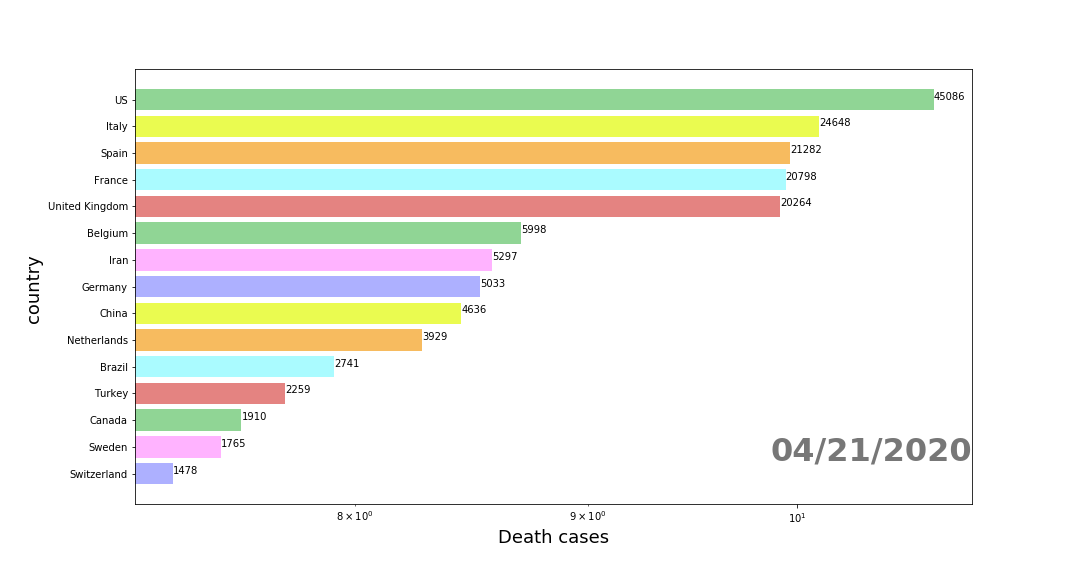 US 45086
Italy 24648
Spain 21282
France 20798
United Kingdom 20264
Belgium 5998
Iran 5297
Germany 5033
China 4636
Netherlands 3929
Brazil 2741
Turkey 2259
Canada 1910
Sweden 1765
Switzerland 1478
country
04/21/2020
8 × 10⁰ 9 × 10⁰ 10¹
Death cases